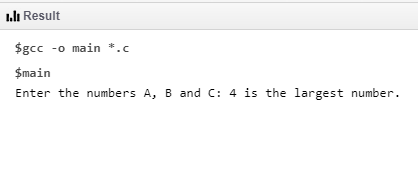 Result
$gcc -o main *.c
$main
Enter the numbers A, B and C: 4 is the largest number.